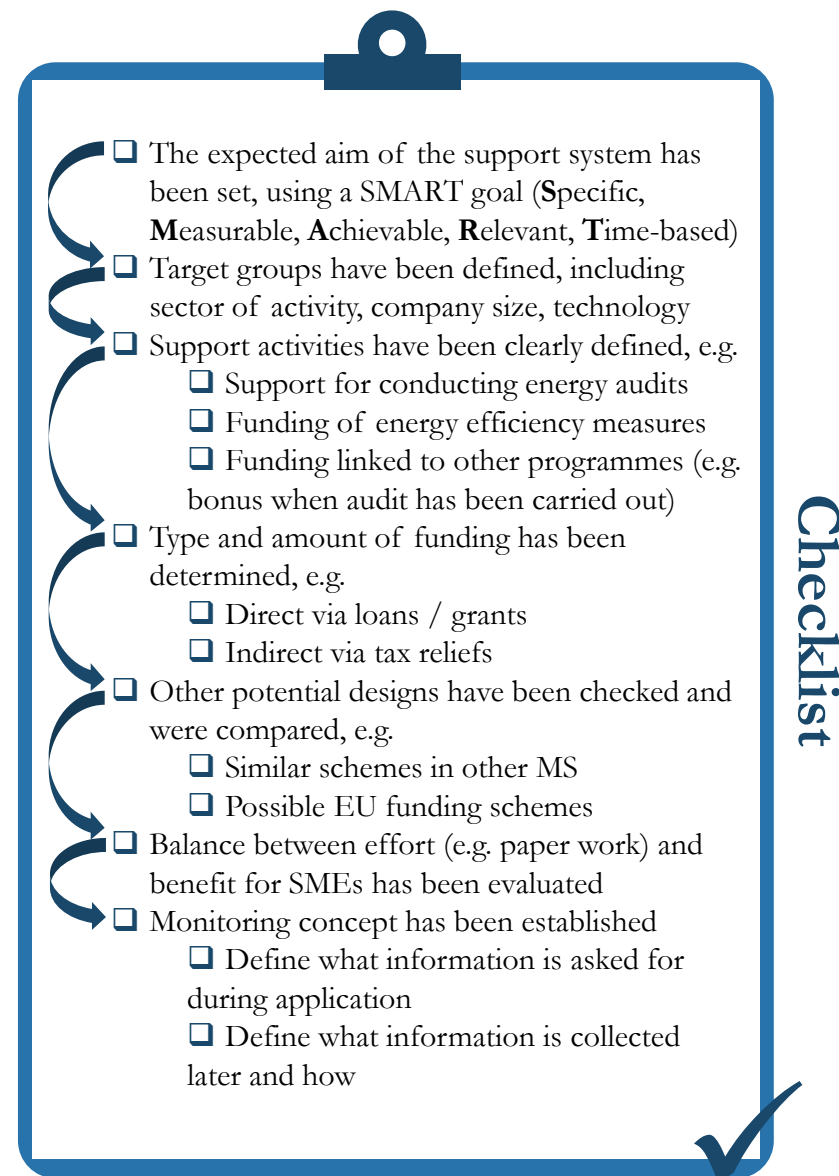 ❑ The expected aim of the support system has
been set, using a SMART goal (Specific,
Measurable, Achievable, Relevant, Time-based)
❑ Target groups have been defined, including
sector of activity, company size, technology
❑ Support activities have been clearly defined, e.g.
❑ Support for conducting energy audits
❑ Funding of energy efficiency measures
❑ Funding linked to other programmes (e.g.
bonus when audit has been carried out)
❑ Type and amount of funding has been
determined, e.g.
❑ Direct via loans / grants
❑ Indirect via tax reliefs
❑ Other potential designs have been checked and
were compared, e.g.
❑ Similar schemes in other MS
❑ Possible EU funding schemes
❑ Balance between effort (e.g. paper work) and
benefit for SMEs has been evaluated
❑ Monitoring concept has been established
❑ Define what information is asked for
during application
❑ Define what information is collected
later and how
Checklist